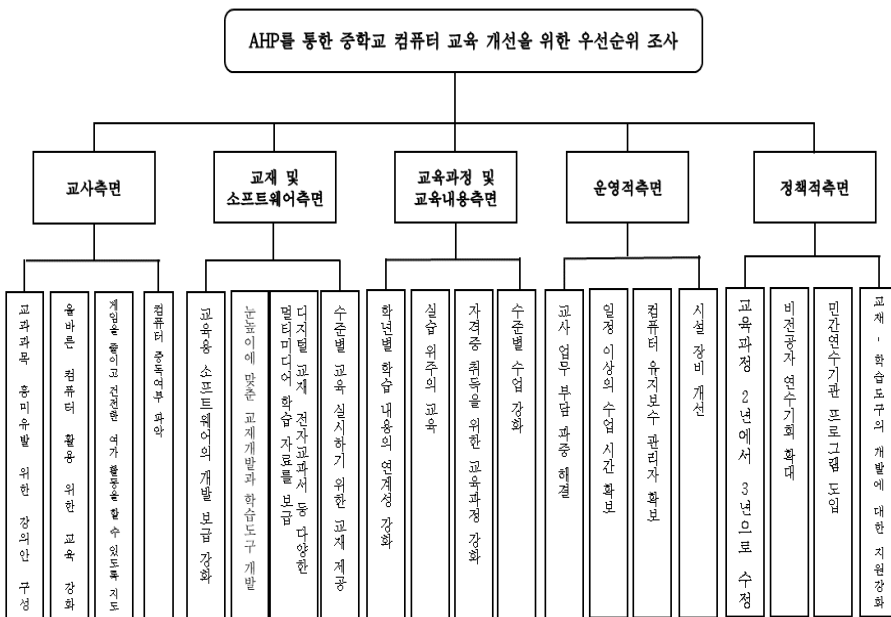 AHP를 통한 중학교 컴퓨터 교육 개선을 위한 우선순위 조사
교사측면
교재 및
소프트웨어측면
교육과정 및
교육내용측면
운영적측면
정책적측면
교과과목 흥미유발 위한 강의안 구성
올바른 컴퓨터 활용 위한 교육 강화
게임을 줄이고 건전한 여가 활동을 할 수 있도록 지도
컴퓨터 중독여부 파악
교육용 소프트웨어의 개발 보급 강화
눈높이에 맞춘 교재개발과 학습도구 개발
디지털 교재 전자교과서 등 다양한
멀티미디어 학습 자료를 보급
수준별 교육 실시하기 위한 교재 제공
학년별 학습 내용의 연계성 강화
실습 위주의 교육
자격증 취득을 위한 교육과정 강화
수준별 수업 강화
교사 업무 부담 과중 해결
일정 이상의 수업 시간 확보
컴퓨터 유지보수 관리자 확보
시설 장비 개선
교육과정 2년에서 3년으로 수정
비전공자 연수기회 확대
민간연수기관 프로그램 도입
교재 - 학습도구의 개발에 대한 지원강화